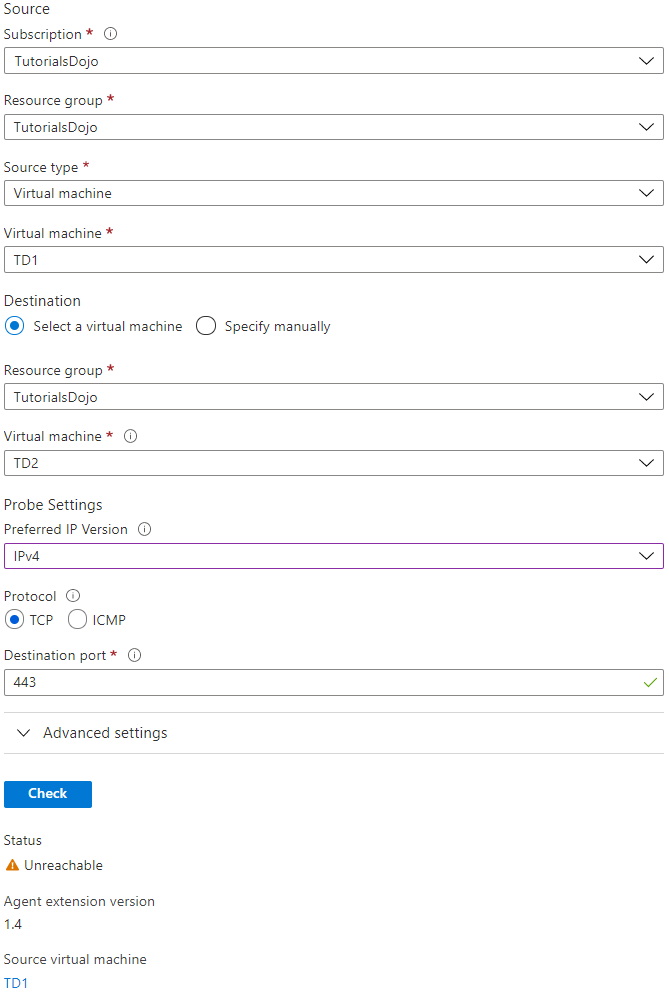 Source
Subscription *
TutorialsDojo
Resource group *
TutorialsDojo
Source type *
Virtual machine
Virtual machine *
TD1
Destination
Select a virtual machine Specify manually
Resource group *
TutorialsDojo
Virtual machine *
TD2
Probe Settings
Preferred IP Version
IPv4
Protocol
TCP ICMP
Destination port *
443
Advanced settings
Check
Status
Unreachable
Agent extension version
1.4
Source virtual machine
TD1